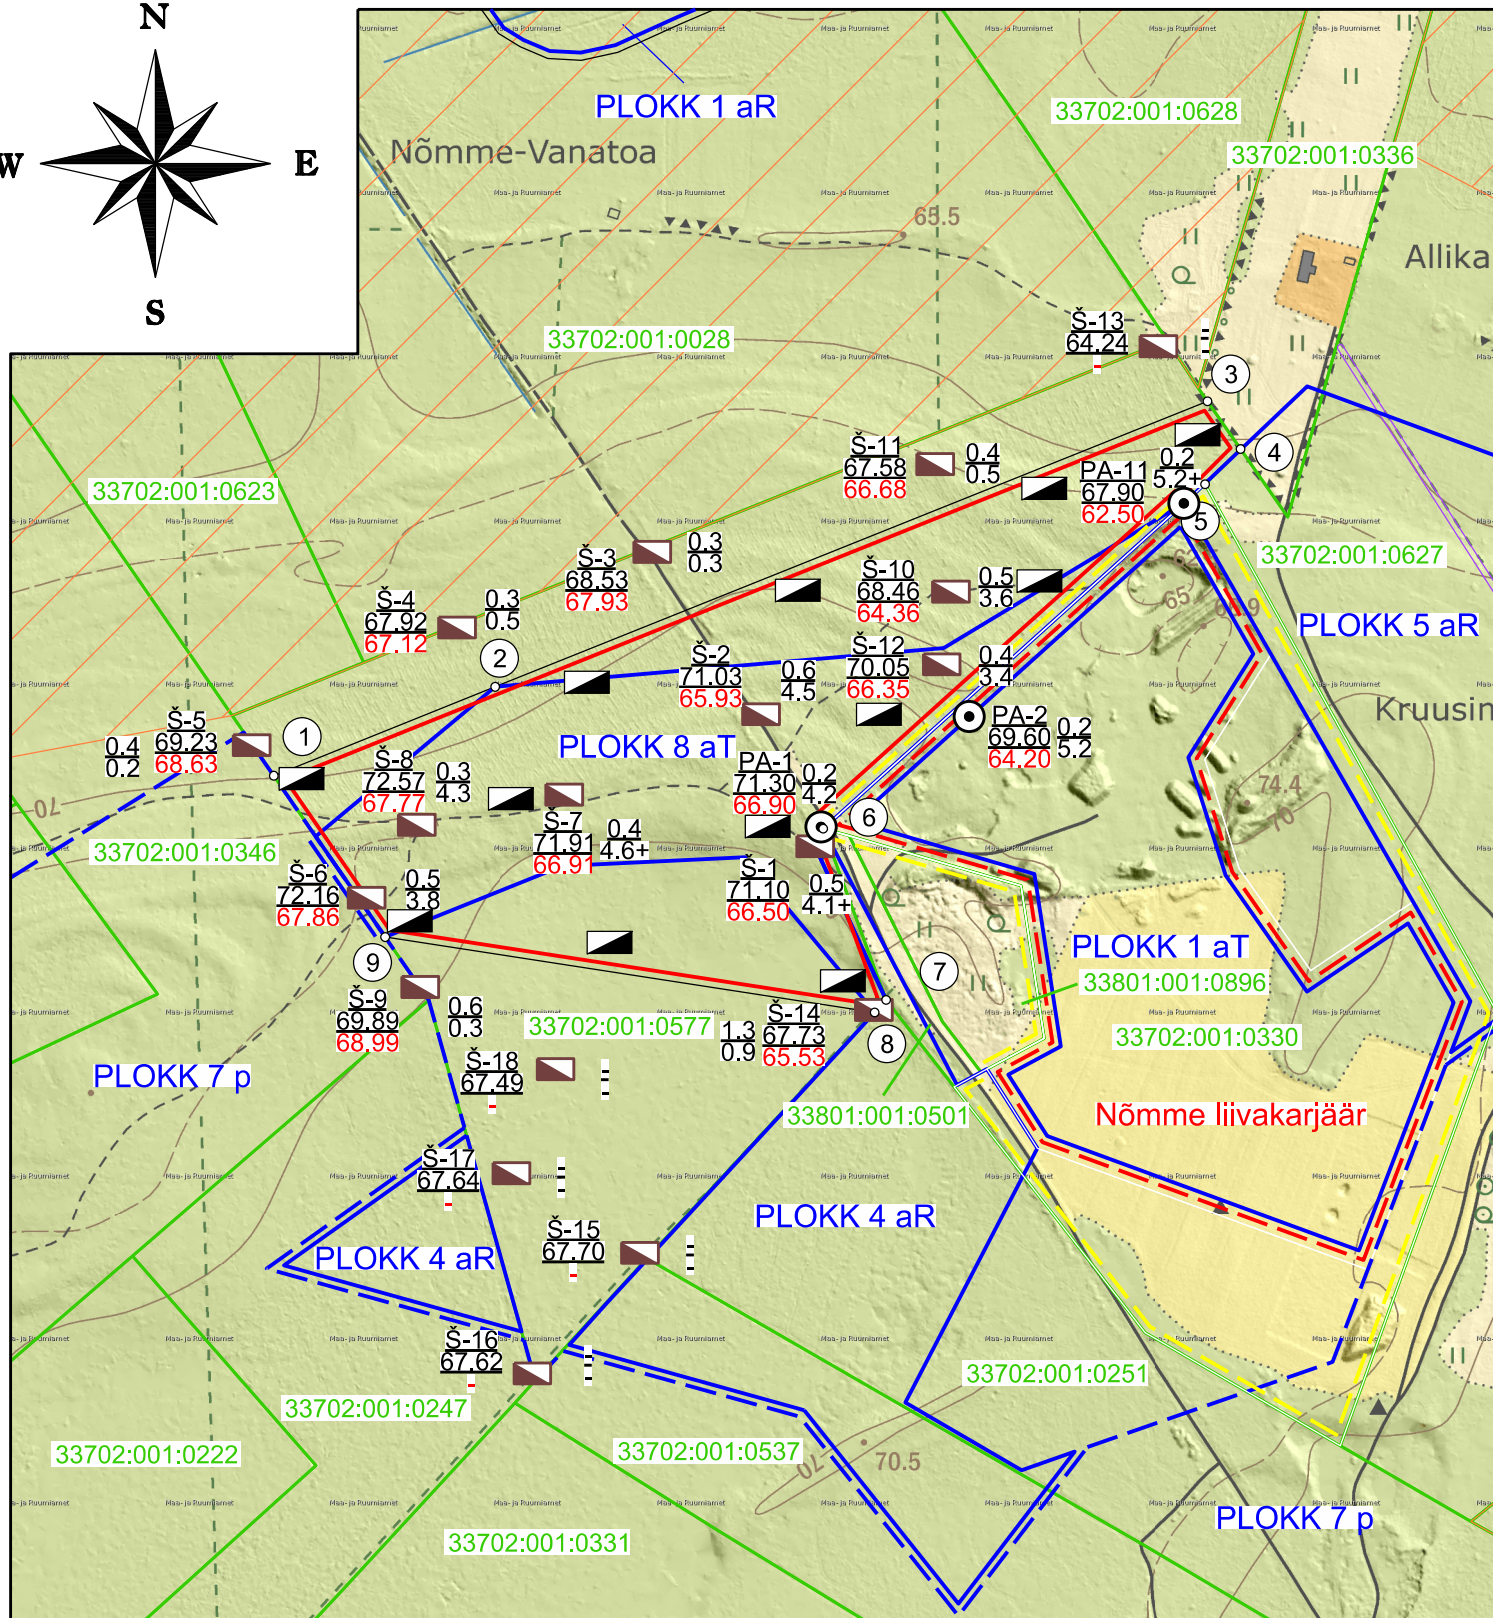 N
W
E
S
PLOKK 1 aR
Nõmme-Vanatoa
33702:001:0628
33702:001:0336
65.5
Allika
33702:001:0028
Š-13
64.24
-
3
33702:001:0623
Š-11
67.58
66.68
0.4
0.5
PA-11
67.90
62.50
0.2
5.2+
4
5
33702:001:0627
Š-3
68.53
67.93
0.3
0.3
Š-4
67.92
67.12
0.3
0.5
Š-10
68.46
64.36
0.5
3.6
65
PLOKK 5 aR
2
Š-2
71.03
65.93
0.6
4.5
Š-12
70.05
66.35
0.4
3.4
Kruusin
Š-5
69.23
68.63
0.4
0.2
1
PLOKK 8 aT
PA-2
69.60
64.20
0.2
5.2
Š-8
72.57
67.77
0.3
4.3
PA-1
71.30
66.90
0.2
4.2
74.4
70
70
6
33702:001:0346
Š-7
71.91
66.91
0.4
4.6+
Š-6
72.16
67.86
0.5
3.8
Š-1
71.10
66.50
0.5
4.1+
9
7
PLOKK 1 aT
33801:001:0896
33702:001:0330
Š-9
69.89
68.99
0.6
0.3
33702:001:0577
Š-14
67.73
65.53
1.3
0.9
8
PLOKK 7 p
Š-18
67.49
-
33801:001:0501
Nõmme liivakarjäär
Š-17
67.64
-
PLOKK 4 aR
Š-15
67.70
-
PLOKK 4 aR
Š-16
67.62
-
33702:001:0251
33702:001:0247
33702:001:0222
33702:001:0537
70
70.5
PLOKK 7 p
33702:001:0331